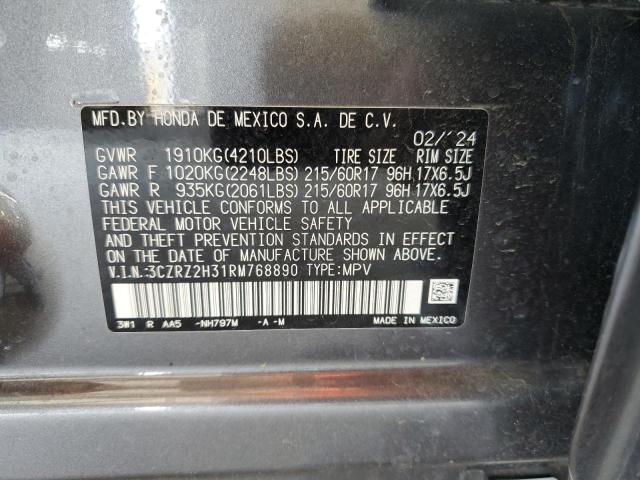 MFD.BY HONDA DE MEXICO S.A. DE C.V.
02/'24
GVWR 1910KG(4210LBS) TIRE SIZE RIM SIZE
GAWR F 1020KG(2248LBS) 215/60R17 96H 17X6.5J
GAWR R 935KG(2061LBS) 215/60R17 96H 17X6.5J
THIS VEHICLE CONFORMS TO ALL APPLICABLE
FEDERAL MOTOR VEHICLE SAFETY
AND THEFT PREVENTION STANDARDS IN EFFECT
ON THE DATE OF MANUFACTURE SHOWN ABOVE.
V.I.N.:3CZRZ2H31RM768890 TYPE:MPV
3W1 R AA5 -NH797M -A -M MADE IN MEXICO